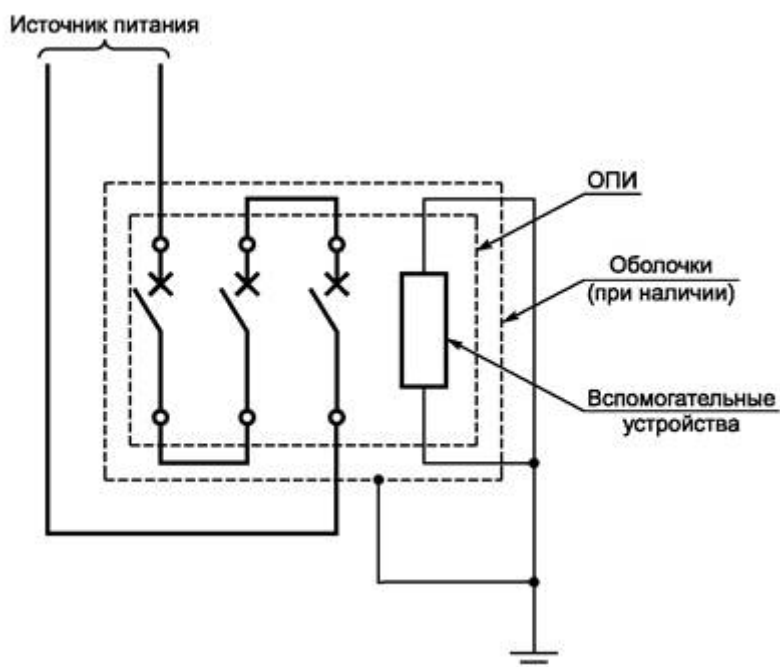 Источник питания
ОПИ
Оболочки
(при наличии)
Вспомогательные
устройства